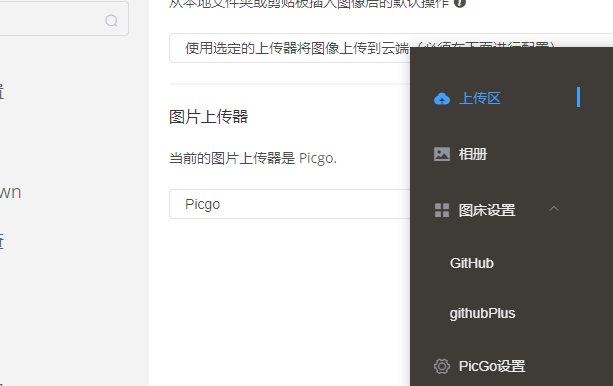 从本地文件夹或剪贴板插入图像后的默认操作
使用选定的上传器将图像上传到云端（必须在下面进行配置）
图片上传器
当前的图片上传器是 Picgo.
Picgo
wn
上传区
相册
图床设置
GitHub
githubPlus
PicGo设置